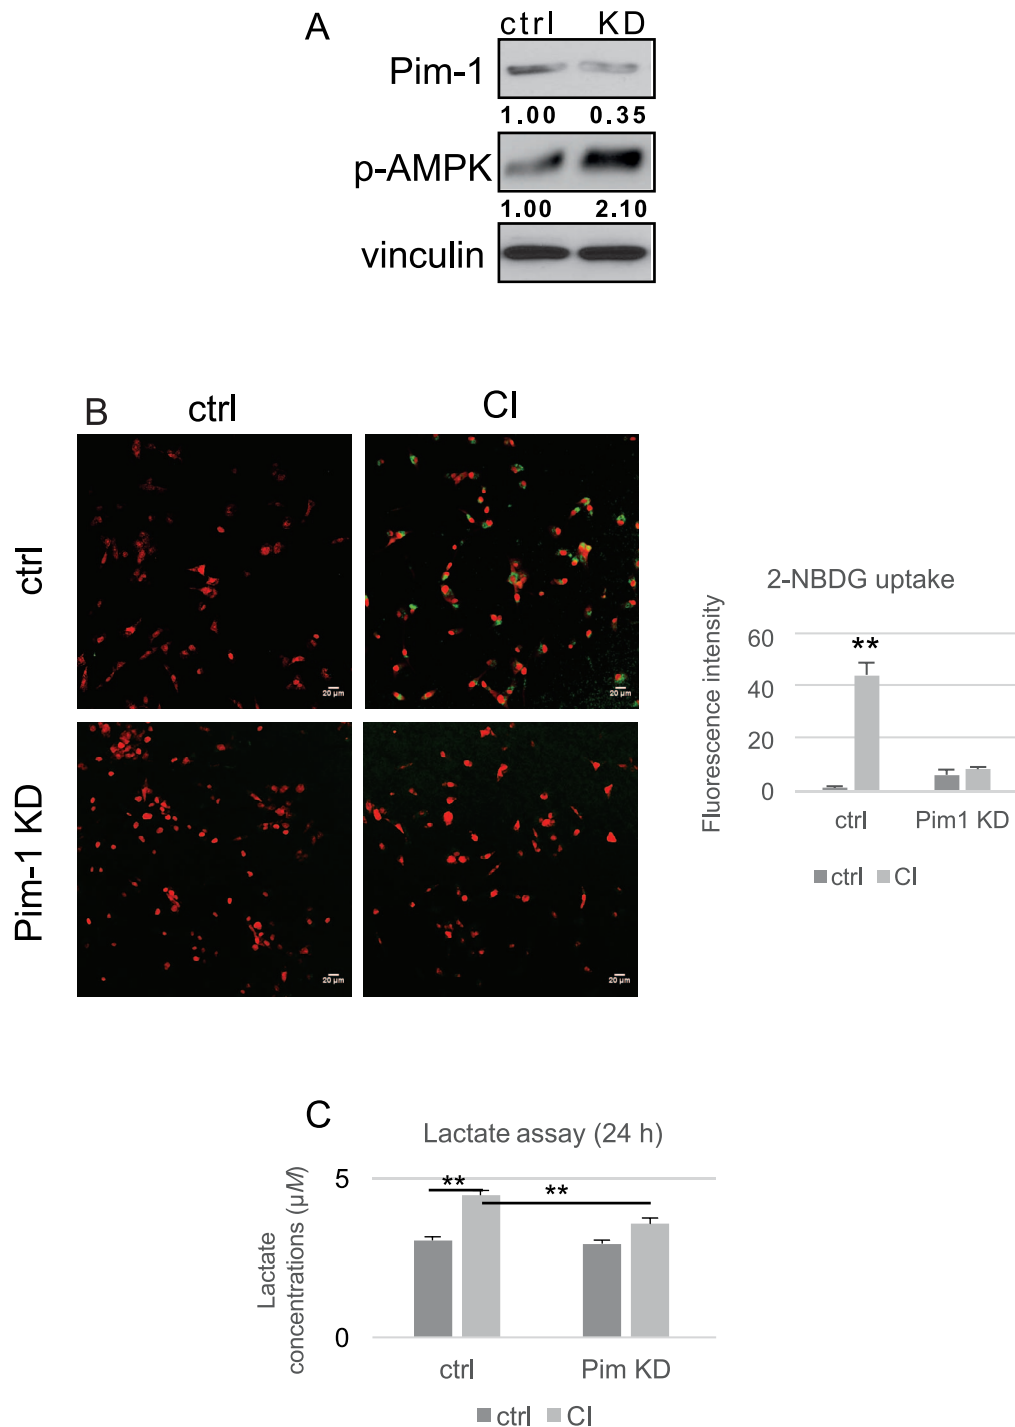 A
ctrl KD
Pim-1
1.00 0.35
p-AMPK
1.00 2.10
vinculin
B
ctrl CI
ctrl
20 µm
20 µm
Pim-1 KD
20 µm
20 µm
2-NBDG uptake
Fluorescence intensity
60
**
40
20
0
ctrl Pim1 KD
ctrl CI
C
Lactate assay (24 h)
Lactate
concentrations (µM)
5
** **
0
ctrl Pim KD
ctrl CI